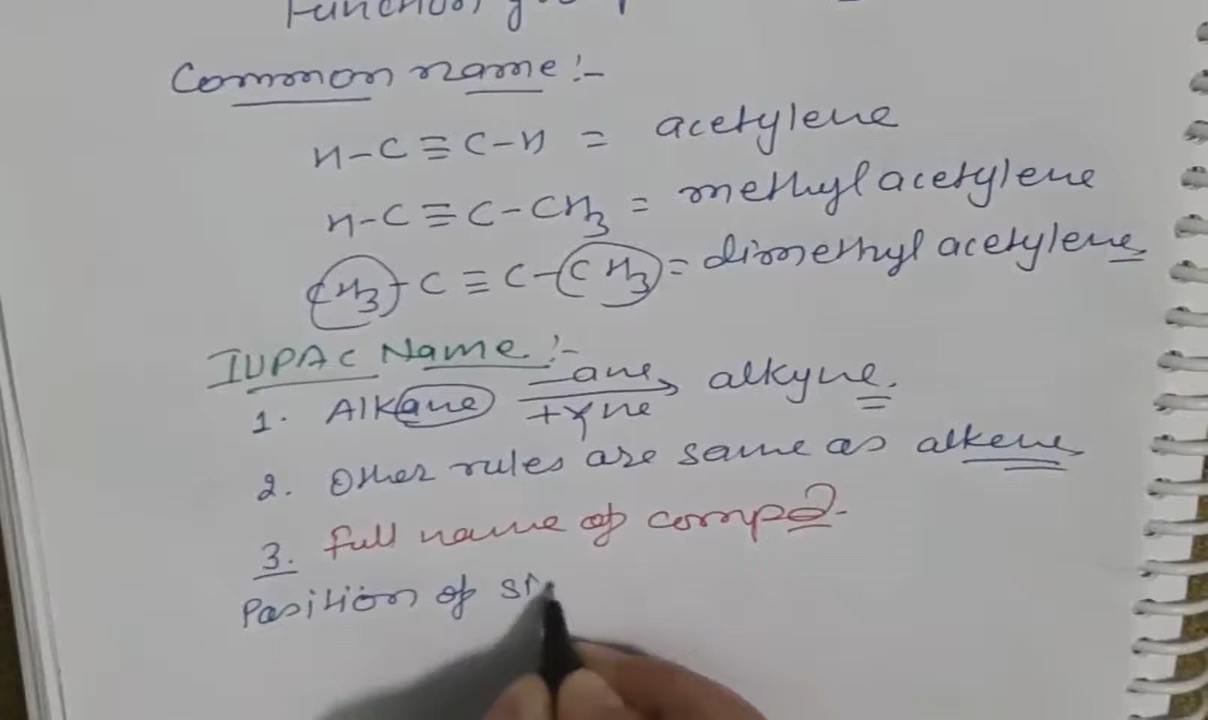 Common name :-
H-C≡C-H = acetylene
H-C≡C-CH3 = methyl acetylene
CH3-C≡C-CH3 = dimethyl acetylene
IUPAC Name :-
1. Alkane -ane +yne alkyne.
2. Other rules are same as alkene
3. full name of compd.
Position of